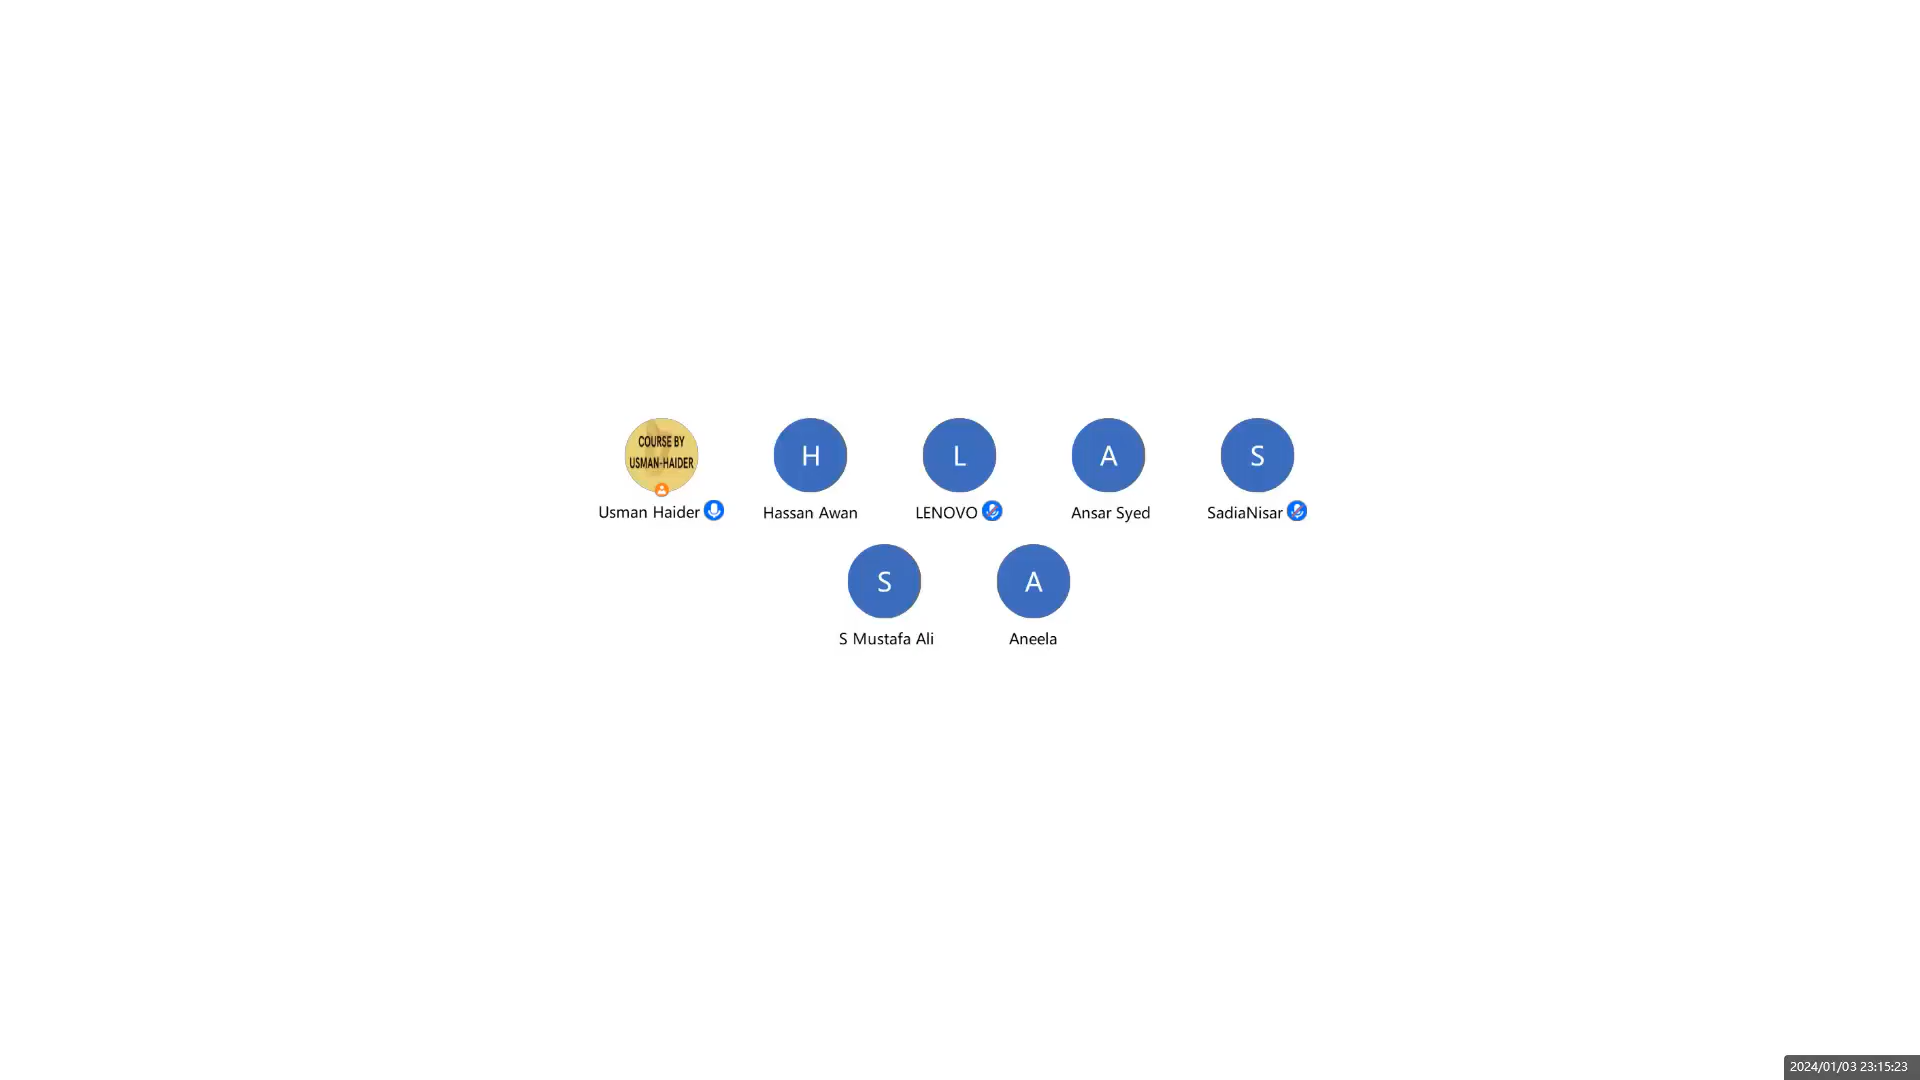 COURSE BY
USMAN-HAIDER
H
L
A
S
Usman Haider
Hassan Awan
LENOVO
Ansar Syed
SadiaNisar
S
A
S Mustafa Ali
Aneela
2024/01/03 23:15:23